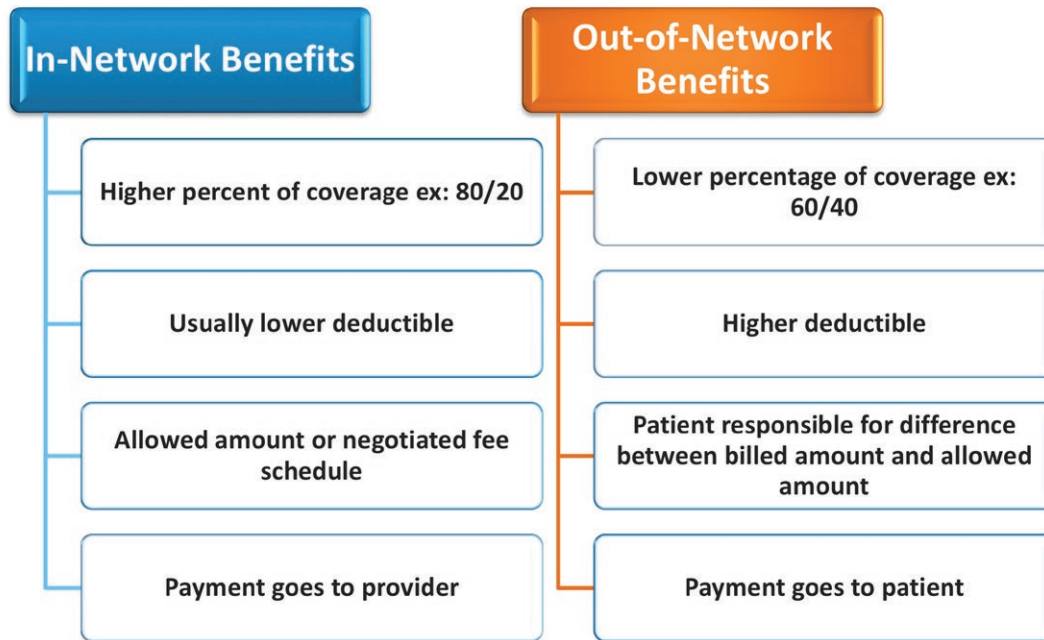 In-Network Benefits
Higher percent of coverage ex: 80/20
Usually lower deductible
Allowed amount or negotiated fee
schedule
Payment goes to provider
Out-of-Network
Benefits
Lower percentage of coverage ex:
60/40
Higher deductible
Patient responsible for difference
between billed amount and allowed
amount
Payment goes to patient